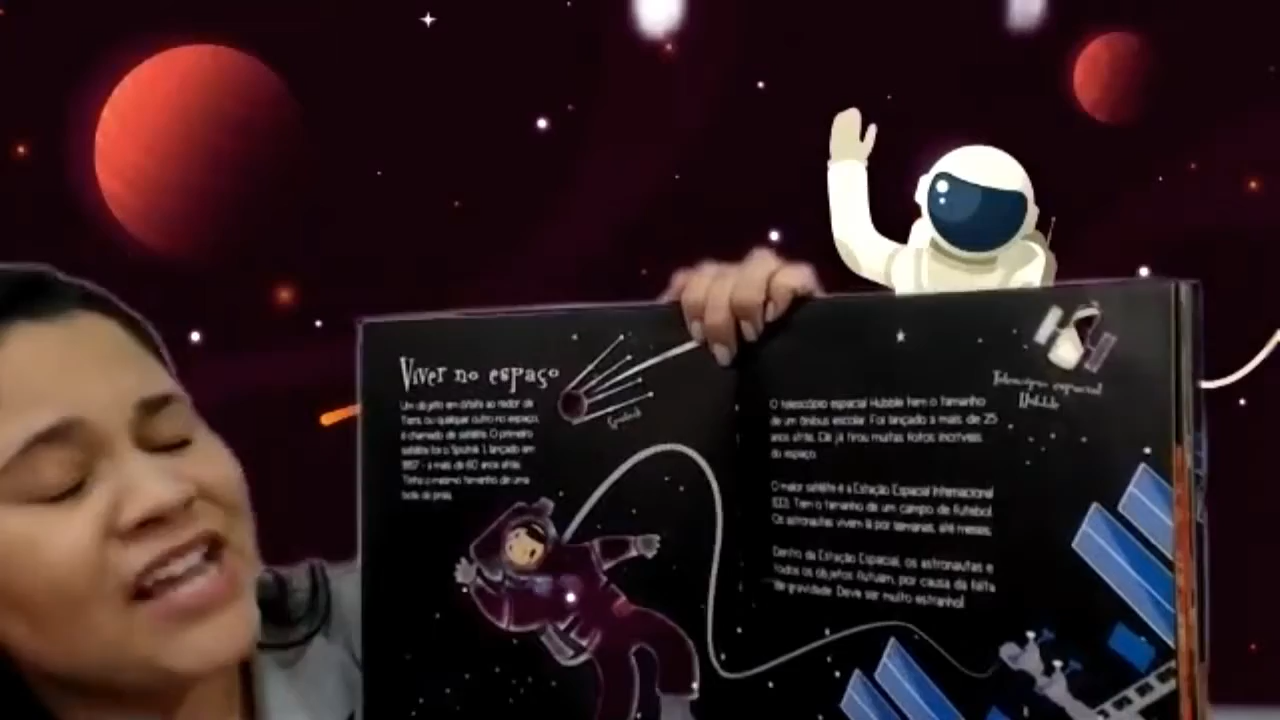 Viver no espaço
Um objeto em órbita ao redor da
Terra, ou qualquer outro no espaço,
é chamado de satélite. O primeiro
satélite foi o Sputnik 1, lançado em
1957 - a mais de 60 anos atrás.
Tinha o mesmo tamanho de uma
bola de praia.
Sputnik
Telescópio espacial
Hubble
O telescópio espacial Hubble tem o tamanho
de um ônibus escolar. Foi lançado a mais de 25
anos atrás. Ele já tirou muitas fotos incríveis
do espaço.
O maior satélite é a Estação Espacial Internacional
(EEI). Tem o tamanho de um campo de futebol.
Os astronautas vivem lá por semanas, até meses.
Dentro da Estação Espacial, os astronautas e
todos os objetos flutuam, por causa da falta
de gravidade. Deve ser muito estranho!